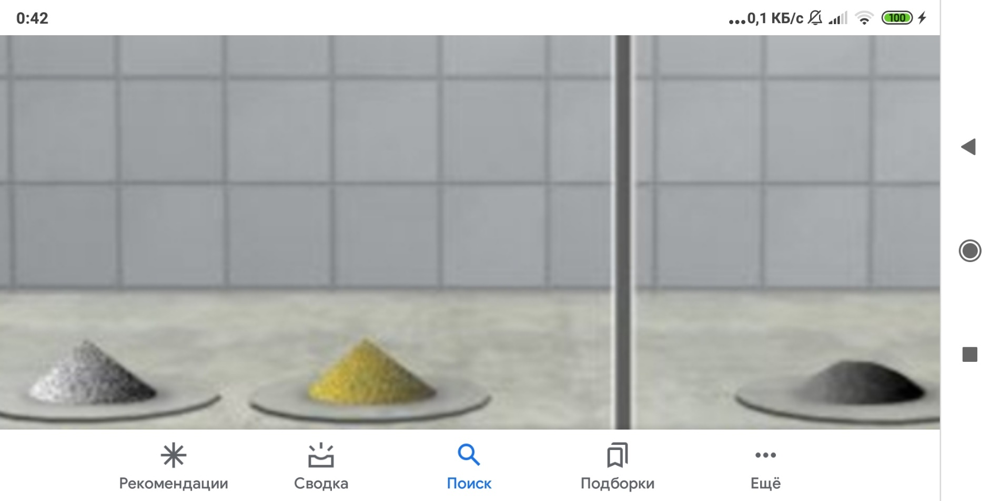 0:42
...0,1 КБ/с 100
Рекомендации
Сводка
Поиск
Подборки
Ещё